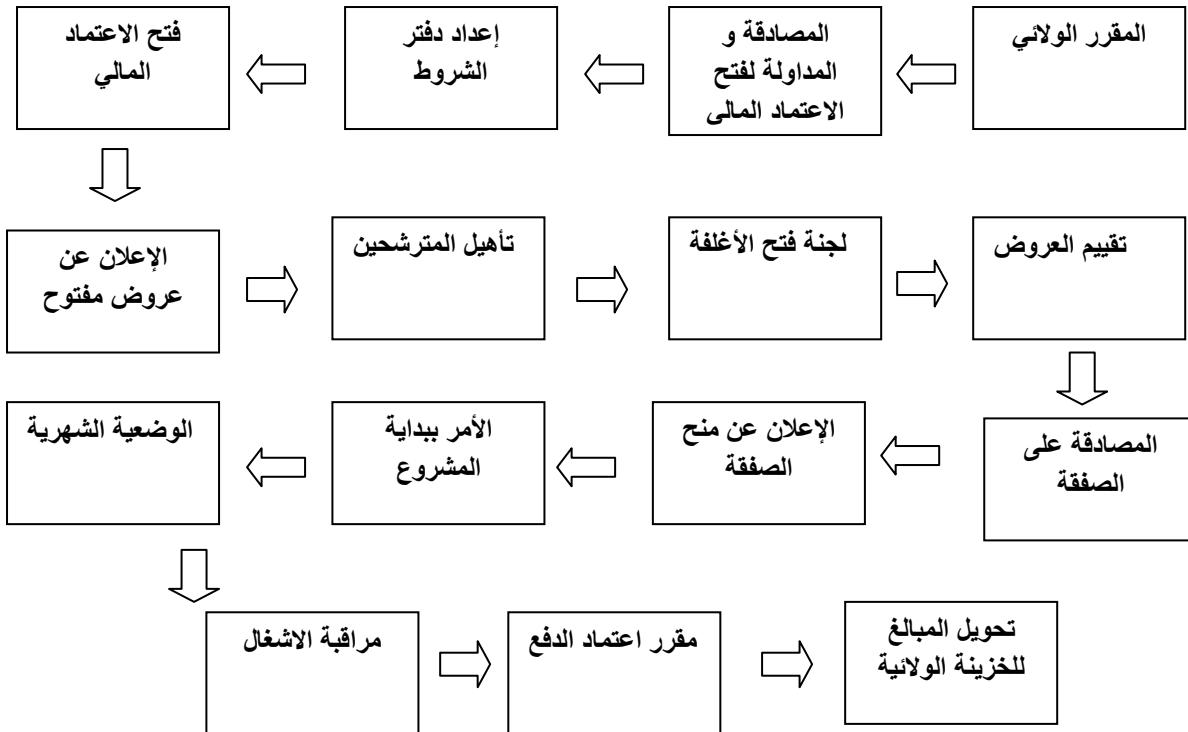 المقرر الولائي
المصادقة و
المداولة لفتح
الاعتماد المالى
إعداد دفتر
الشروط
فتح الاعتماد
المالي
الإعلان عن
عروض مفتوح
تأهيل المترشحين
لجنة فتح الأغلفة
تقييم العروض
المصادقة على
الصفقة
الإعلان عن منح
الصفقة
الأمر ببداية
المشروع
الوضعية الشهرية
مراقبة الاشغال
مقرر اعتماد الدفع
تحويل المبالغ
للخزينة الولائية